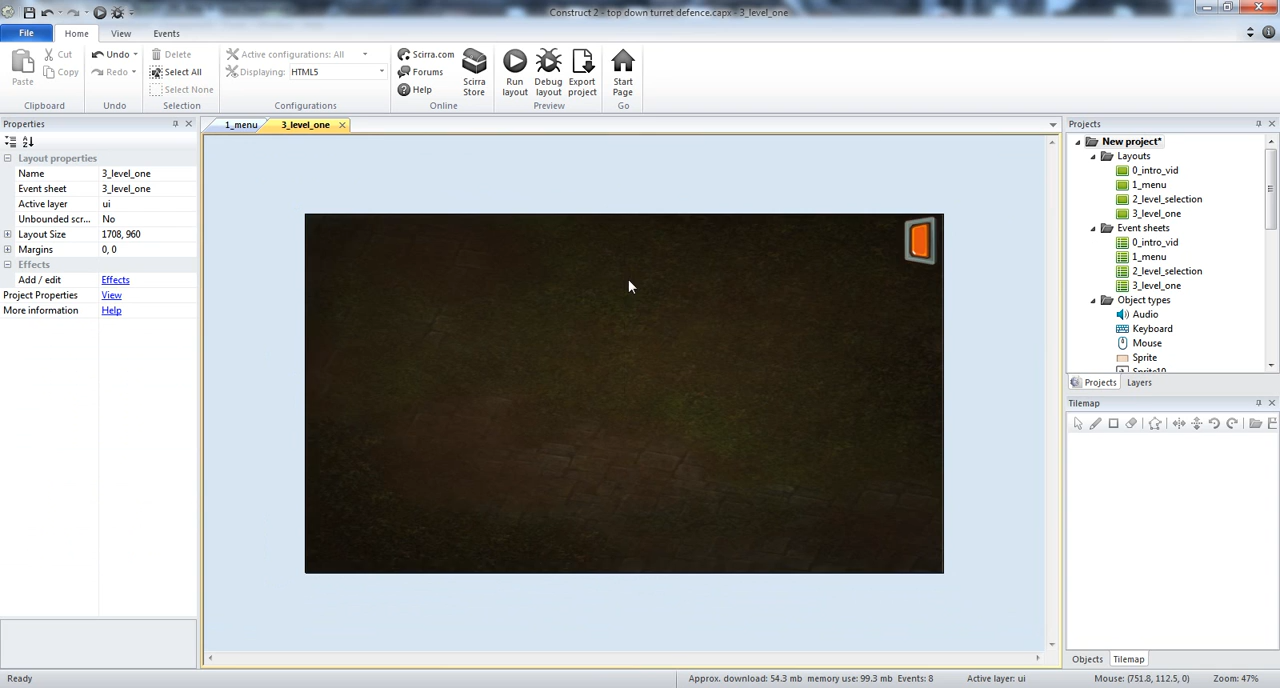 Construct 2 - top down turret defence.capx - 3_level_one
File Home View Events
Paste Cut Copy
Clipboard
Undo Redo
Undo
Delete Select All Select None
Selection
Active configurations: All
Displaying: HTML5
Configurations
Scirra.com Forums Help
Scirra Store
Online
Run layout Debug layout Export project
Preview
Start Page
Go
Properties
Layout properties
Name 3_level_one
Event sheet 3_level_one
Active layer ui
Unbounded scr... No
Layout Size 1708, 960
Margins 0, 0
Effects
Add / edit Effects
Project Properties View
More information Help
1_menu 3_level_one
Projects
New project*
Layouts
0_intro_vid
1_menu
2_level_selection
3_level_one
Event sheets
0_intro_vid
1_menu
2_level_selection
3_level_one
Object types
Audio
Keyboard
Mouse
Sprite
Sprite10
Projects Layers
Tilemap
Objects Tilemap
Ready Approx. download: 54.3 mb memory use: 99.3 mb Events: 8 Active layer: ui Mouse: (751.8, 112.5, 0) Zoom: 47%